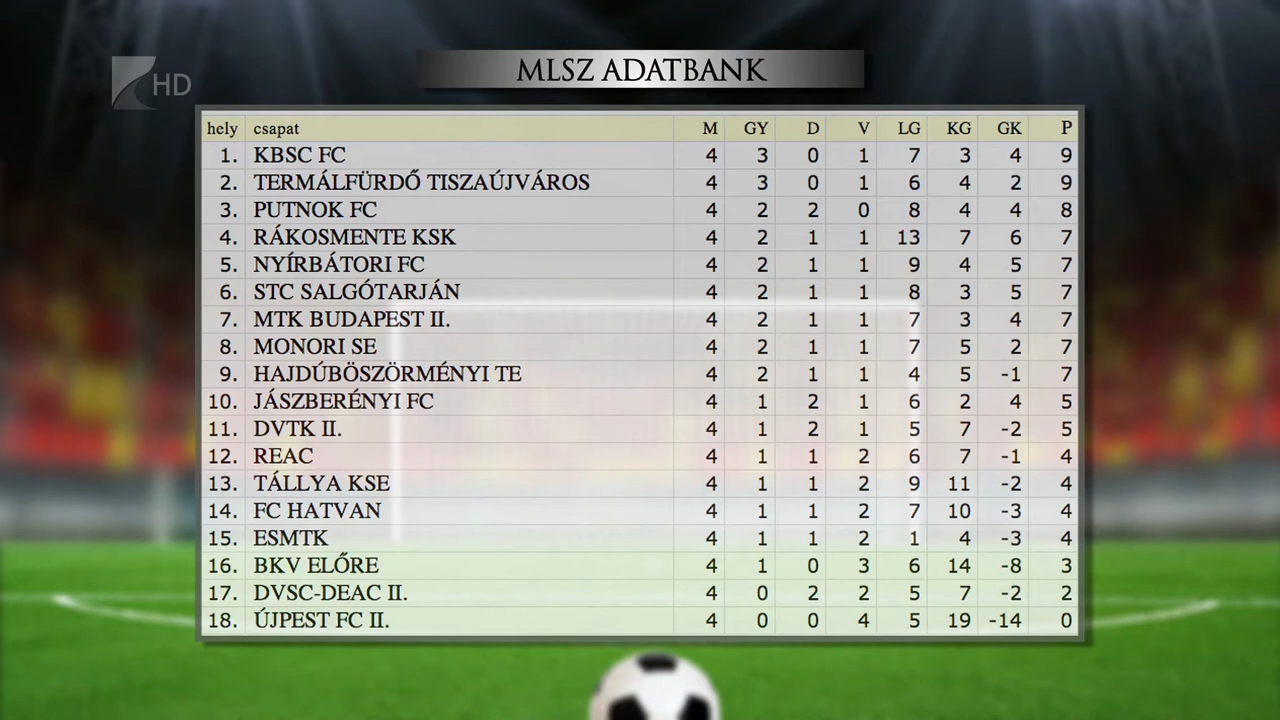 HD
MLSZ ADATBANK
hely csapat M GY D V LG KG GK P
1. KBSC FC 4 3 0 1 7 3 4 9
2. TERMÁLFÜRDŐ TISZAÚJVÁROS 4 3 0 1 6 4 2 9
3. PUTNOK FC 4 2 2 0 8 4 4 8
4. RÁKOSMENTE KSK 4 2 1 1 13 7 6 7
5. NYÍRBÁTORI FC 4 2 1 1 9 4 5 7
6. STC SALGÓTARJÁN 4 2 1 1 8 3 5 7
7. MTK BUDAPEST II. 4 2 1 1 7 3 4 7
8. MONORI SE 4 2 1 1 7 5 2 7
9. HAJDÚBÖSZÖRMÉNYI TE 4 2 1 1 4 5 -1 7
10. JÁSZBERÉNYI FC 4 1 2 1 6 2 4 5
11. DVTK II. 4 1 2 1 5 7 -2 5
12. REAC 4 1 1 2 6 7 -1 4
13. TÁLLYA KSE 4 1 1 2 9 11 -2 4
14. FC HATVAN 4 1 1 2 7 10 -3 4
15. ESMTK 4 1 1 2 1 4 -3 4
16. BKV ELŐRE 4 1 0 3 6 14 -8 3
17. DVSC-DEAC II. 4 0 2 2 5 7 -2 2
18. ÚJPEST FC II. 4 0 0 4 5 19 -14 0